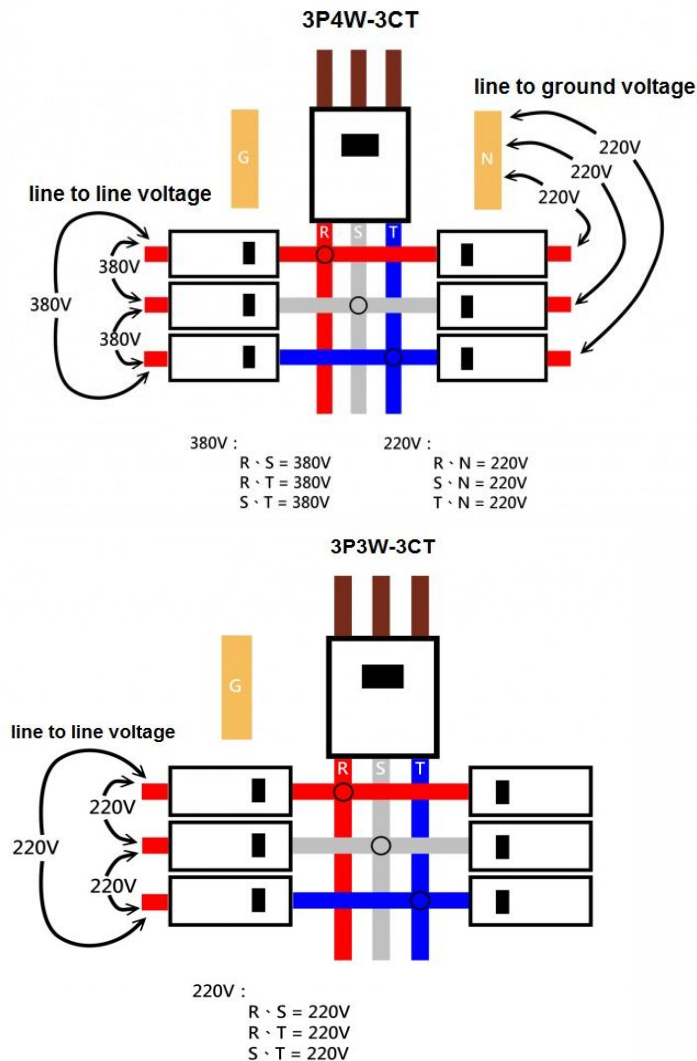 3P4W-3CT
line to ground voltage
G
N
220V
220V
220V
line to line voltage
R S T
380V
380V
380V
380V：
R、S = 380V
R、T = 380V
S、T = 380V
220V：
R、N = 220V
S、N = 220V
T、N = 220V
3P3W-3CT
G
line to line voltage
R S T
220V
220V
220V
220V：
R、S = 220V
R、T = 220V
S、T = 220V